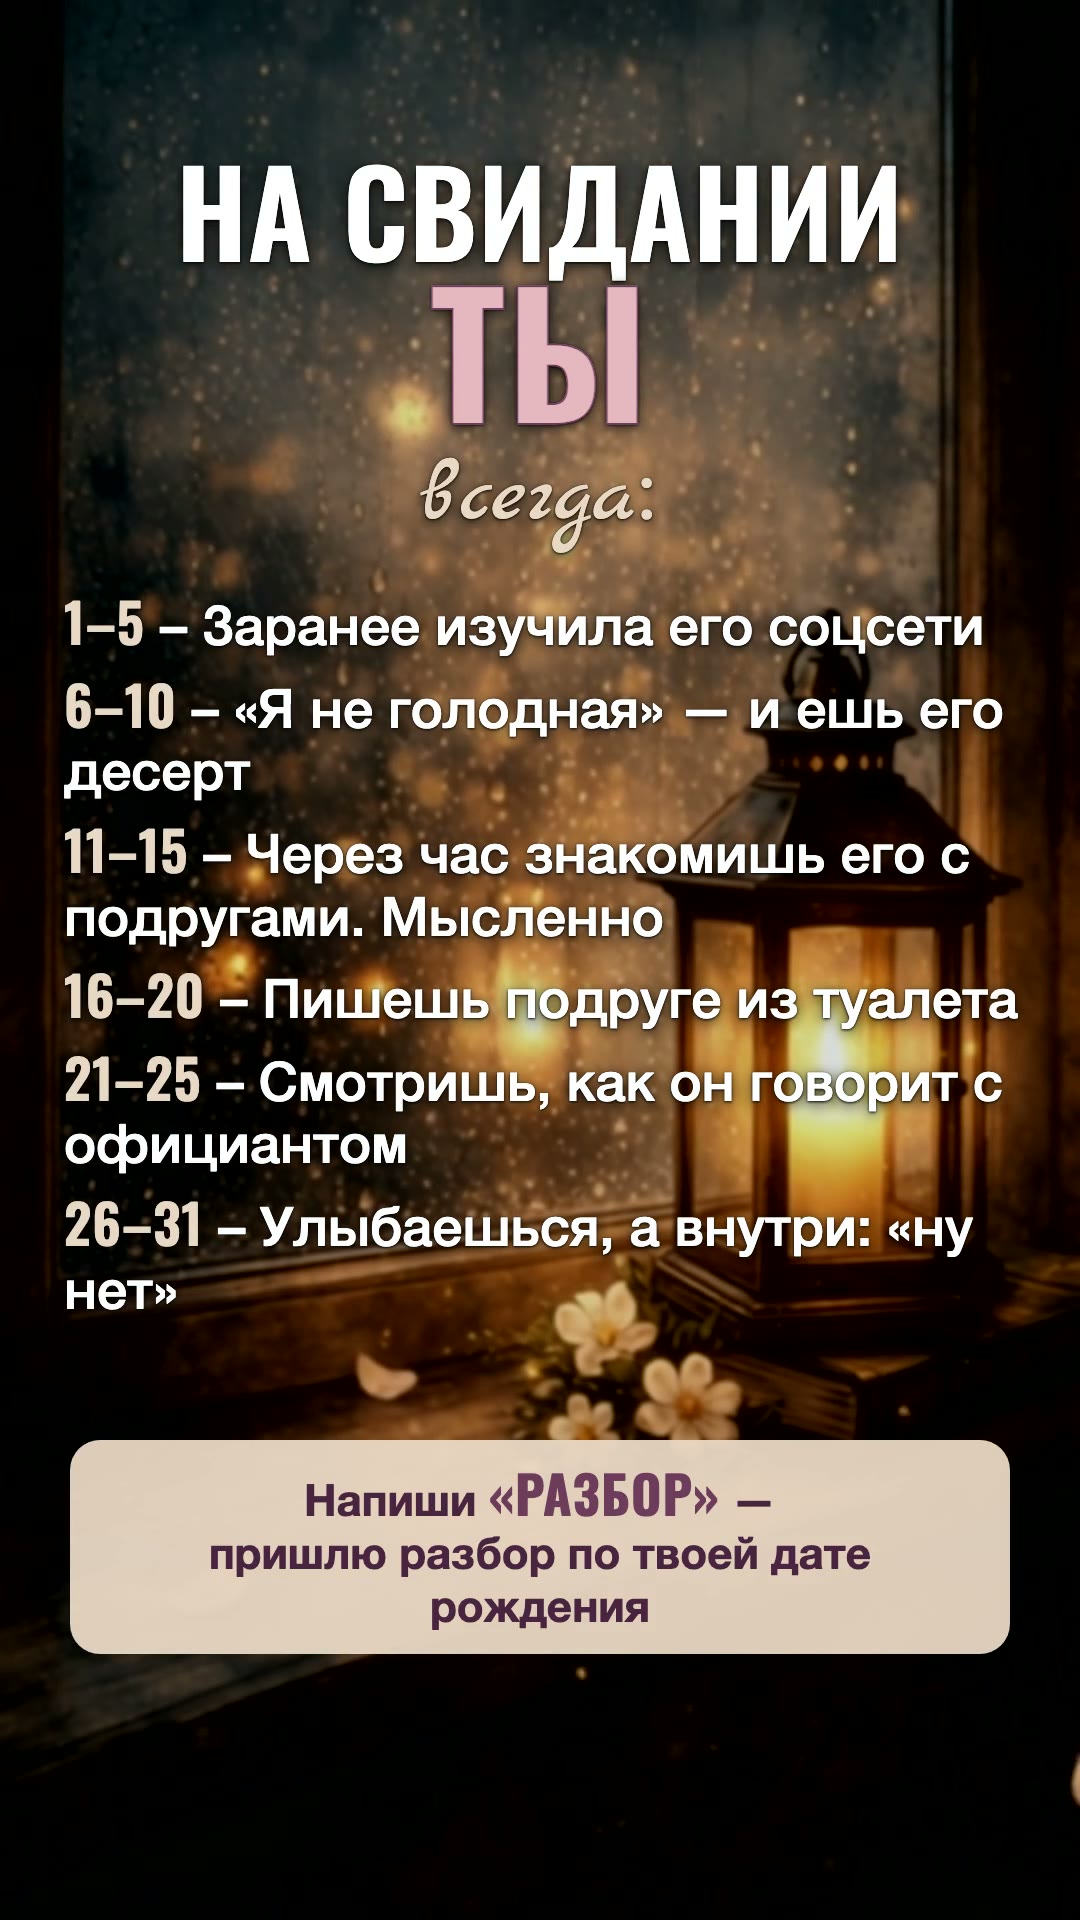 НА СВИДАНИИ
ТЫ
всегда:
1–5 – Заранее изучила его соцсети
6–10 – «Я не голодная» — и ешь его
десерт
11–15 – Через час знакомишь его с
подругами. Мысленно
16–20 – Пишешь подруге из туалета
21–25 – Смотришь, как он говорит с
официантом
26–31 – Улыбаешься, а внутри: «ну
нет»
Напиши «РАЗБОР» —
пришлю разбор по твоей дате
рождения